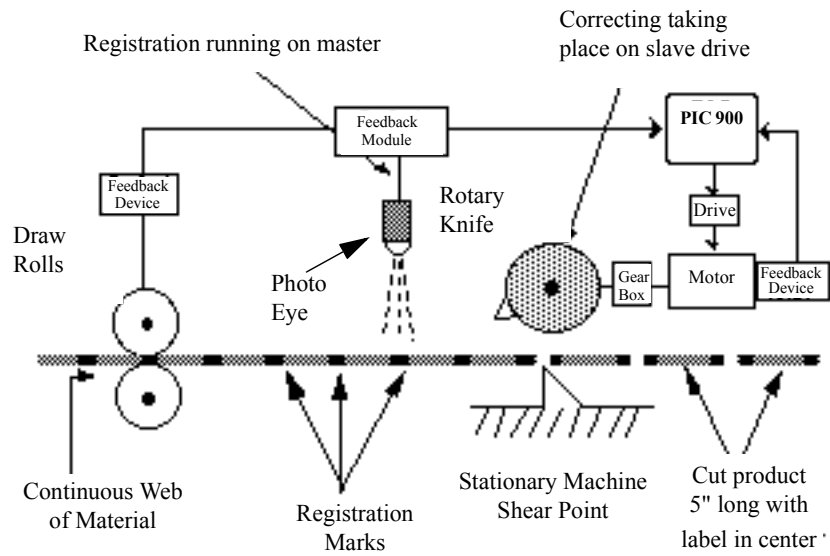 Registration running on master
Correcting taking
place on slave drive
Feedback
Module
PIC 900
Feedback
Device
Rotary
Knife
Drive
Draw
Rolls
Photo
Eye
Gear
Box
Motor
Feedback
Device
Continuous Web
of Material
Registration
Marks
Stationary Machine
Shear Point
Cut product
5" long with
label in center